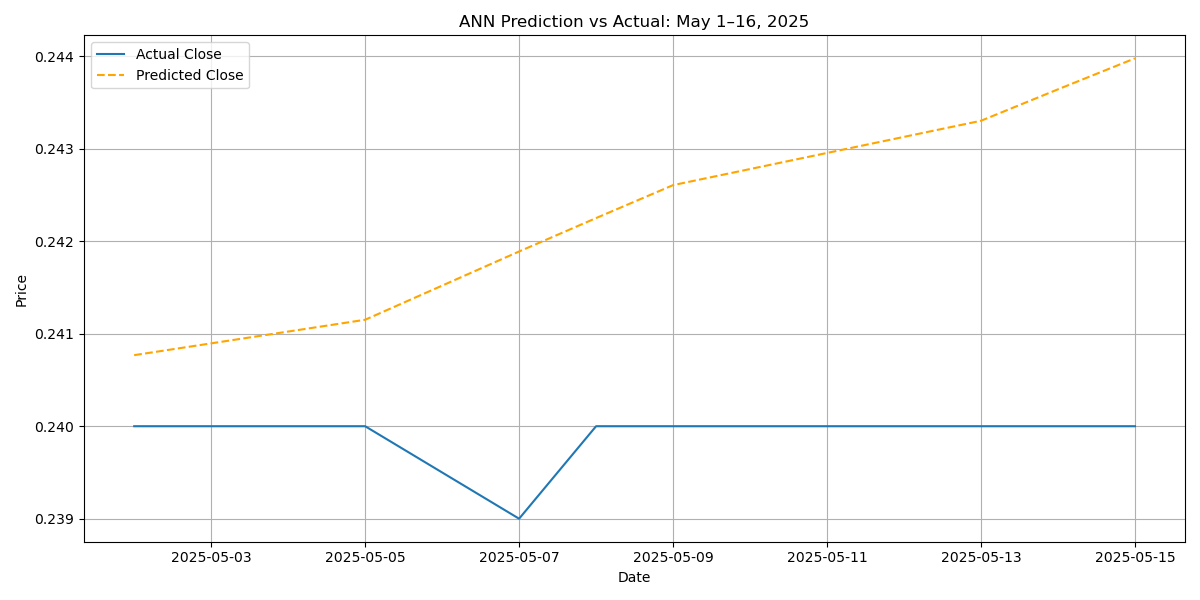 ANN Prediction vs Actual: May 1–16, 2025
Actual Close
Predicted Close
Price
0.244
0.243
0.242
0.241
0.240
0.239
2025-05-03 2025-05-05 2025-05-07 2025-05-09 2025-05-11 2025-05-13 2025-05-15
Date